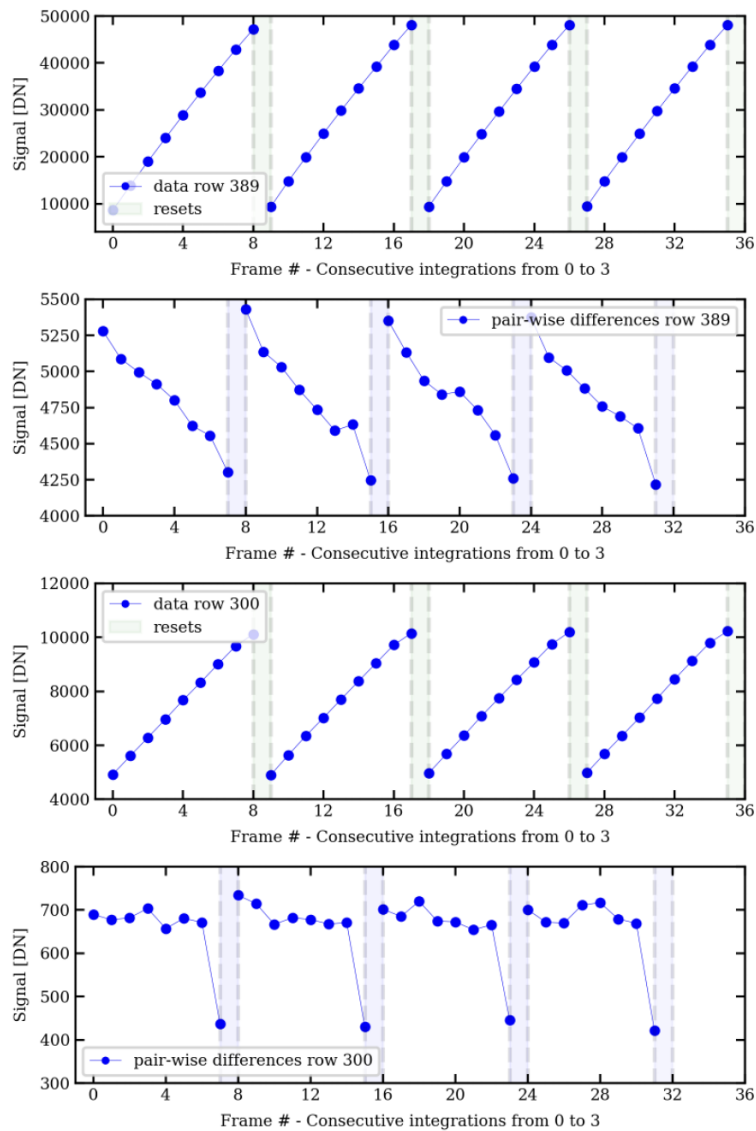 50000
40000
30000
20000
10000
Signal [DN]
data row 389
resets
0 4 8 12 16 20 24 28 32 36
Frame # - Consecutive integrations from 0 to 3
5500
5250
5000
4750
4500
4250
4000
Signal [DN]
pair-wise differences row 389
0 4 8 12 16 20 24 28 32 36
Frame # - Consecutive integrations from 0 to 3
12000
10000
8000
6000
4000
Signal [DN]
data row 300
resets
0 4 8 12 16 20 24 28 32 36
Frame # - Consecutive integrations from 0 to 3
800
700
600
500
400
300
Signal [DN]
pair-wise differences row 300
0 4 8 12 16 20 24 28 32 36
Frame # - Consecutive integrations from 0 to 3